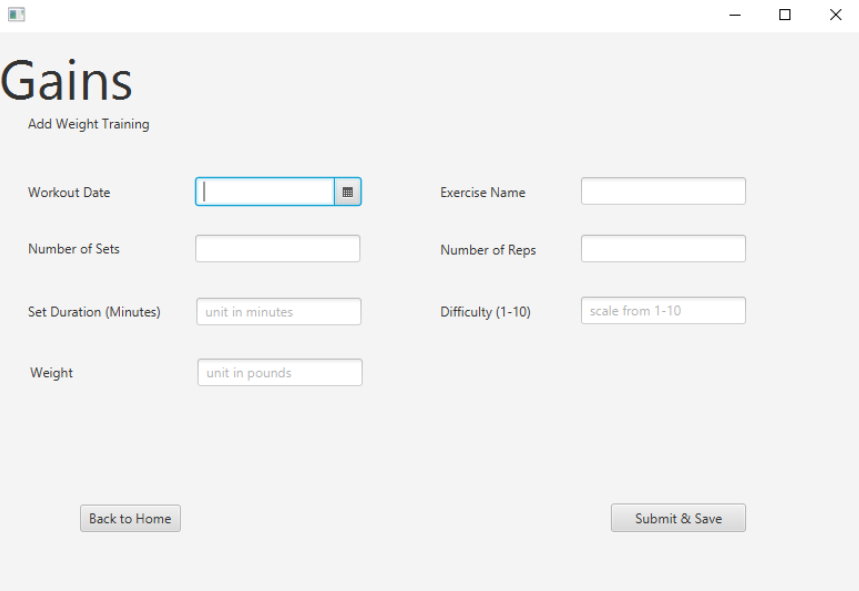 Gains
Add Weight Training
Workout Date
Exercise Name
Number of Sets
Number of Reps
Set Duration (Minutes) unit in minutes
Difficulty (1-10) scale from 1-10
Weight unit in pounds
Back to Home
Submit & Save